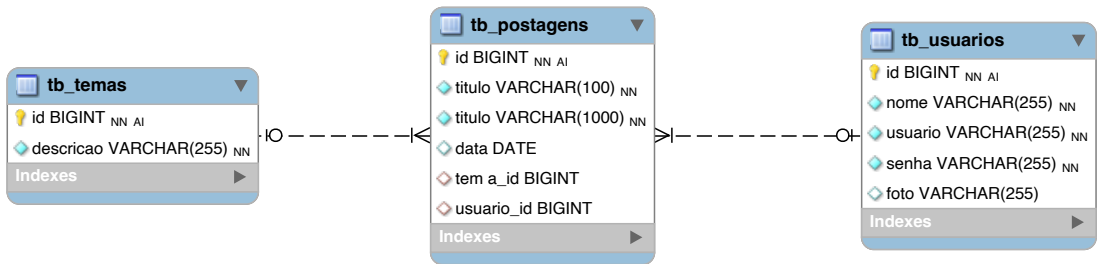 tb_temas
id BIGINT NN AI
descricao VARCHAR(255) NN
Indexes
tb_postagens
id BIGINT NN AI
titulo VARCHAR(100) NN
titulo VARCHAR(1000) NN
data DATE
tem a_id BIGINT
usuario_id BIGINT
Indexes
tb_usuarios
id BIGINT NN AI
nome VARCHAR(255) NN
usuario VARCHAR(255) NN
senha VARCHAR(255) NN
foto VARCHAR(255)
Indexes